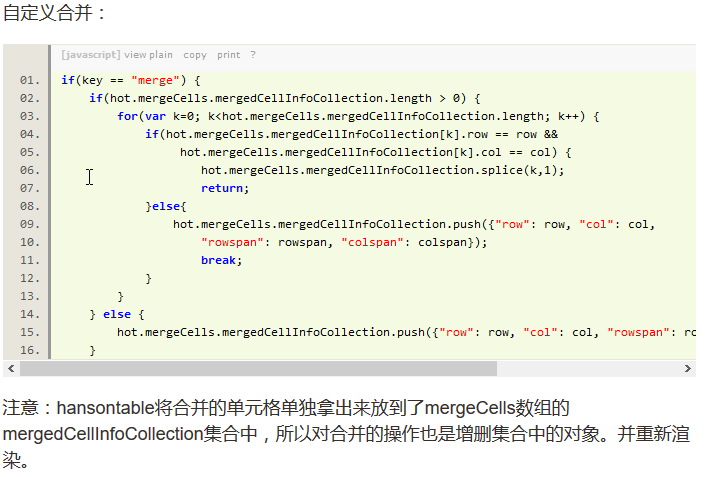 自定义合并：
[javascript] view plain copy print ?
01. if(key == "merge") {
02. if(hot.mergeCells.mergedCellInfoCollection.length > 0) {
03. for(var k=0; k<hot.mergeCells.mergedCellInfoCollection.length; k++) {
04. if(hot.mergeCells.mergedCellInfoCollection[k].row == row &&
05. hot.mergeCells.mergedCellInfoCollection[k].col == col) {
06. hot.mergeCells.mergedCellInfoCollection.splice(k,1);
07. return;
08. }else{
09. hot.mergeCells.mergedCellInfoCollection.push({"row": row, "col": col,
10. "rowspan": rowspan, "colspan": colspan});
11. break;
12. }
13. }
14. } else {
15. hot.mergeCells.mergedCellInfoCollection.push({"row": row, "col": col, "rowspan": ro
16. }
注意：hansontable将合并的单元格单独拿出来放到了mergeCells数组的
mergedCellInfoCollection集合中，所以对合并的操作也是增删集合中的对象。并重新渲
染。